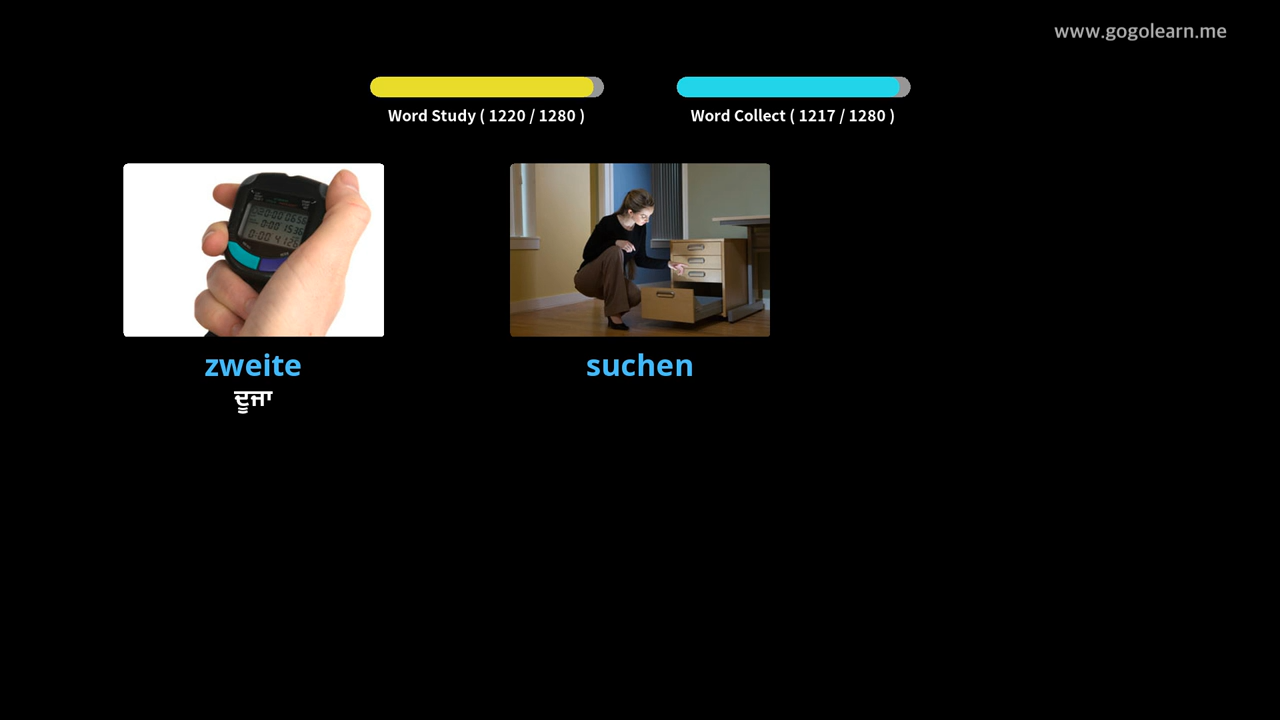 www.gogolearn.me
Word Study ( 1220 / 1280 )
Word Collect ( 1217 / 1280 )
zweite
suchen
ਦੂਜਾ